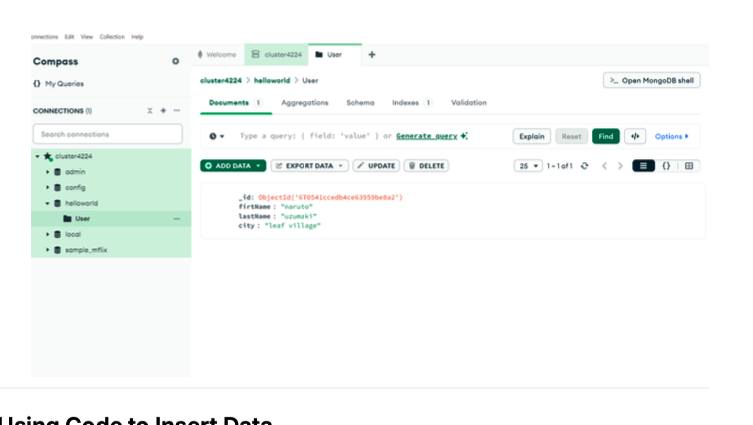 onnections Edit View Collection Help
Compass
Welcome
cluster4224
User
+
{} My Queries
cluster4224 > helloworld > User
>_ Open MongoDB shell
CONNECTIONS (1)
Documents 1
Aggregations
Schema
Indexes 1
Validation
Search connections
Type a query: { field: 'value' } or Generate query
Explain
Reset
Find
</>
Options
cluster4224
admin
config
helloworld
User
local
sample_mflix
ADD DATA
EXPORT DATA
UPDATE
DELETE
25
1-1 of 1
{}
firtName : "naruto"
lastName : "uzumaki"
city : "leaf village"
Using Code to Insert Data